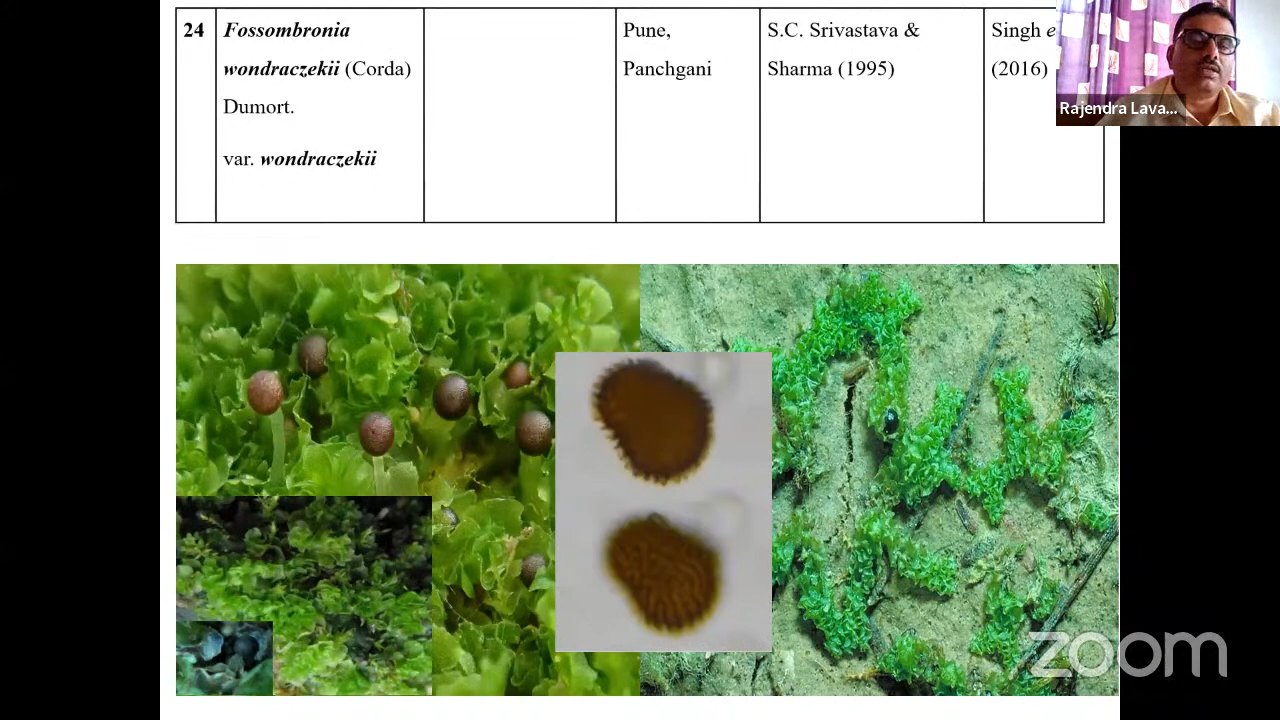 24
Fossombronia
wondraczekii (Corda)
Dumort.
var. wondraczekii
Pune,
Panchgani
S.C. Srivastava &
Sharma (1995)
Singh e
(2016)
Rajendra Lava...
zoom